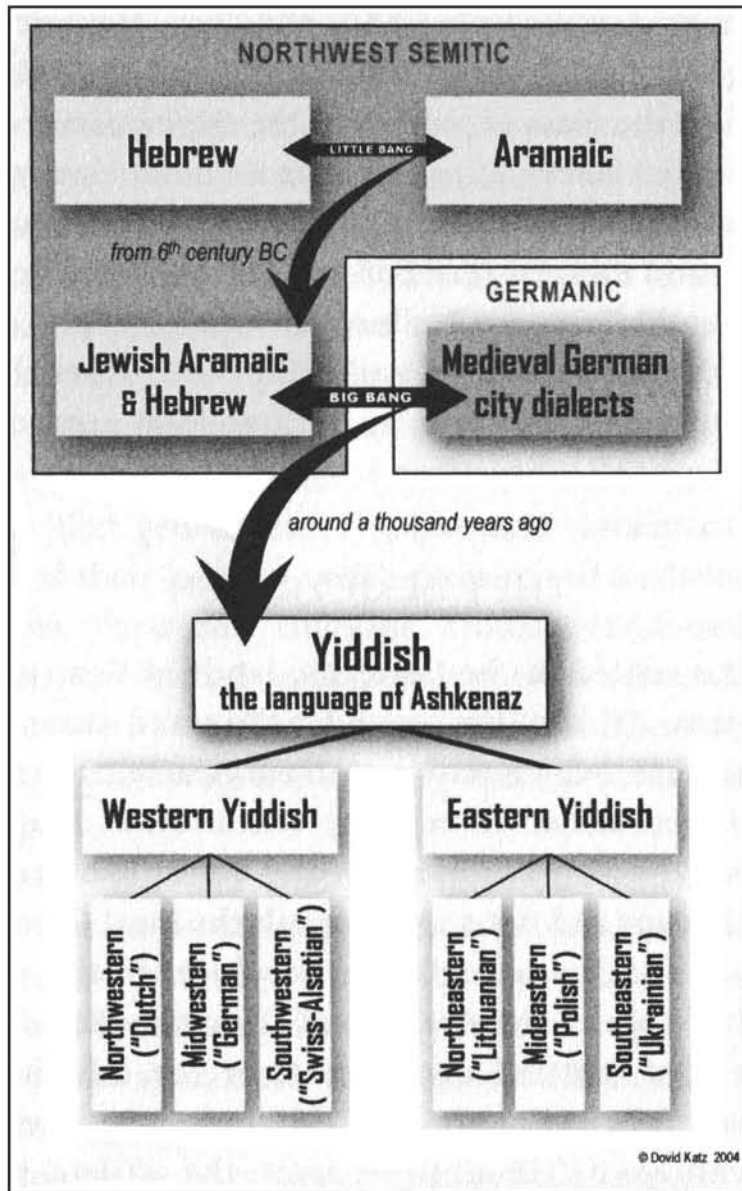 NORTHWEST SEMITIC
Hebrew
LITTLE BANG
Aramaic
from 6th century BC
GERMANIC
Jewish Aramaic
& Hebrew
BIG BANG
Medieval German
city dialects
around a thousand years ago
Yiddish
the language of Ashkenaz
Western Yiddish
Eastern Yiddish
Northwestern
("Dutch")
Midwestern
("German")
Southwestern
("Swiss-Alsatian")
Northeastern
("Lithuanian")
Mideastern
("Polish")
Southeastern
("Ukrainian")
© Dovid Katz 2004